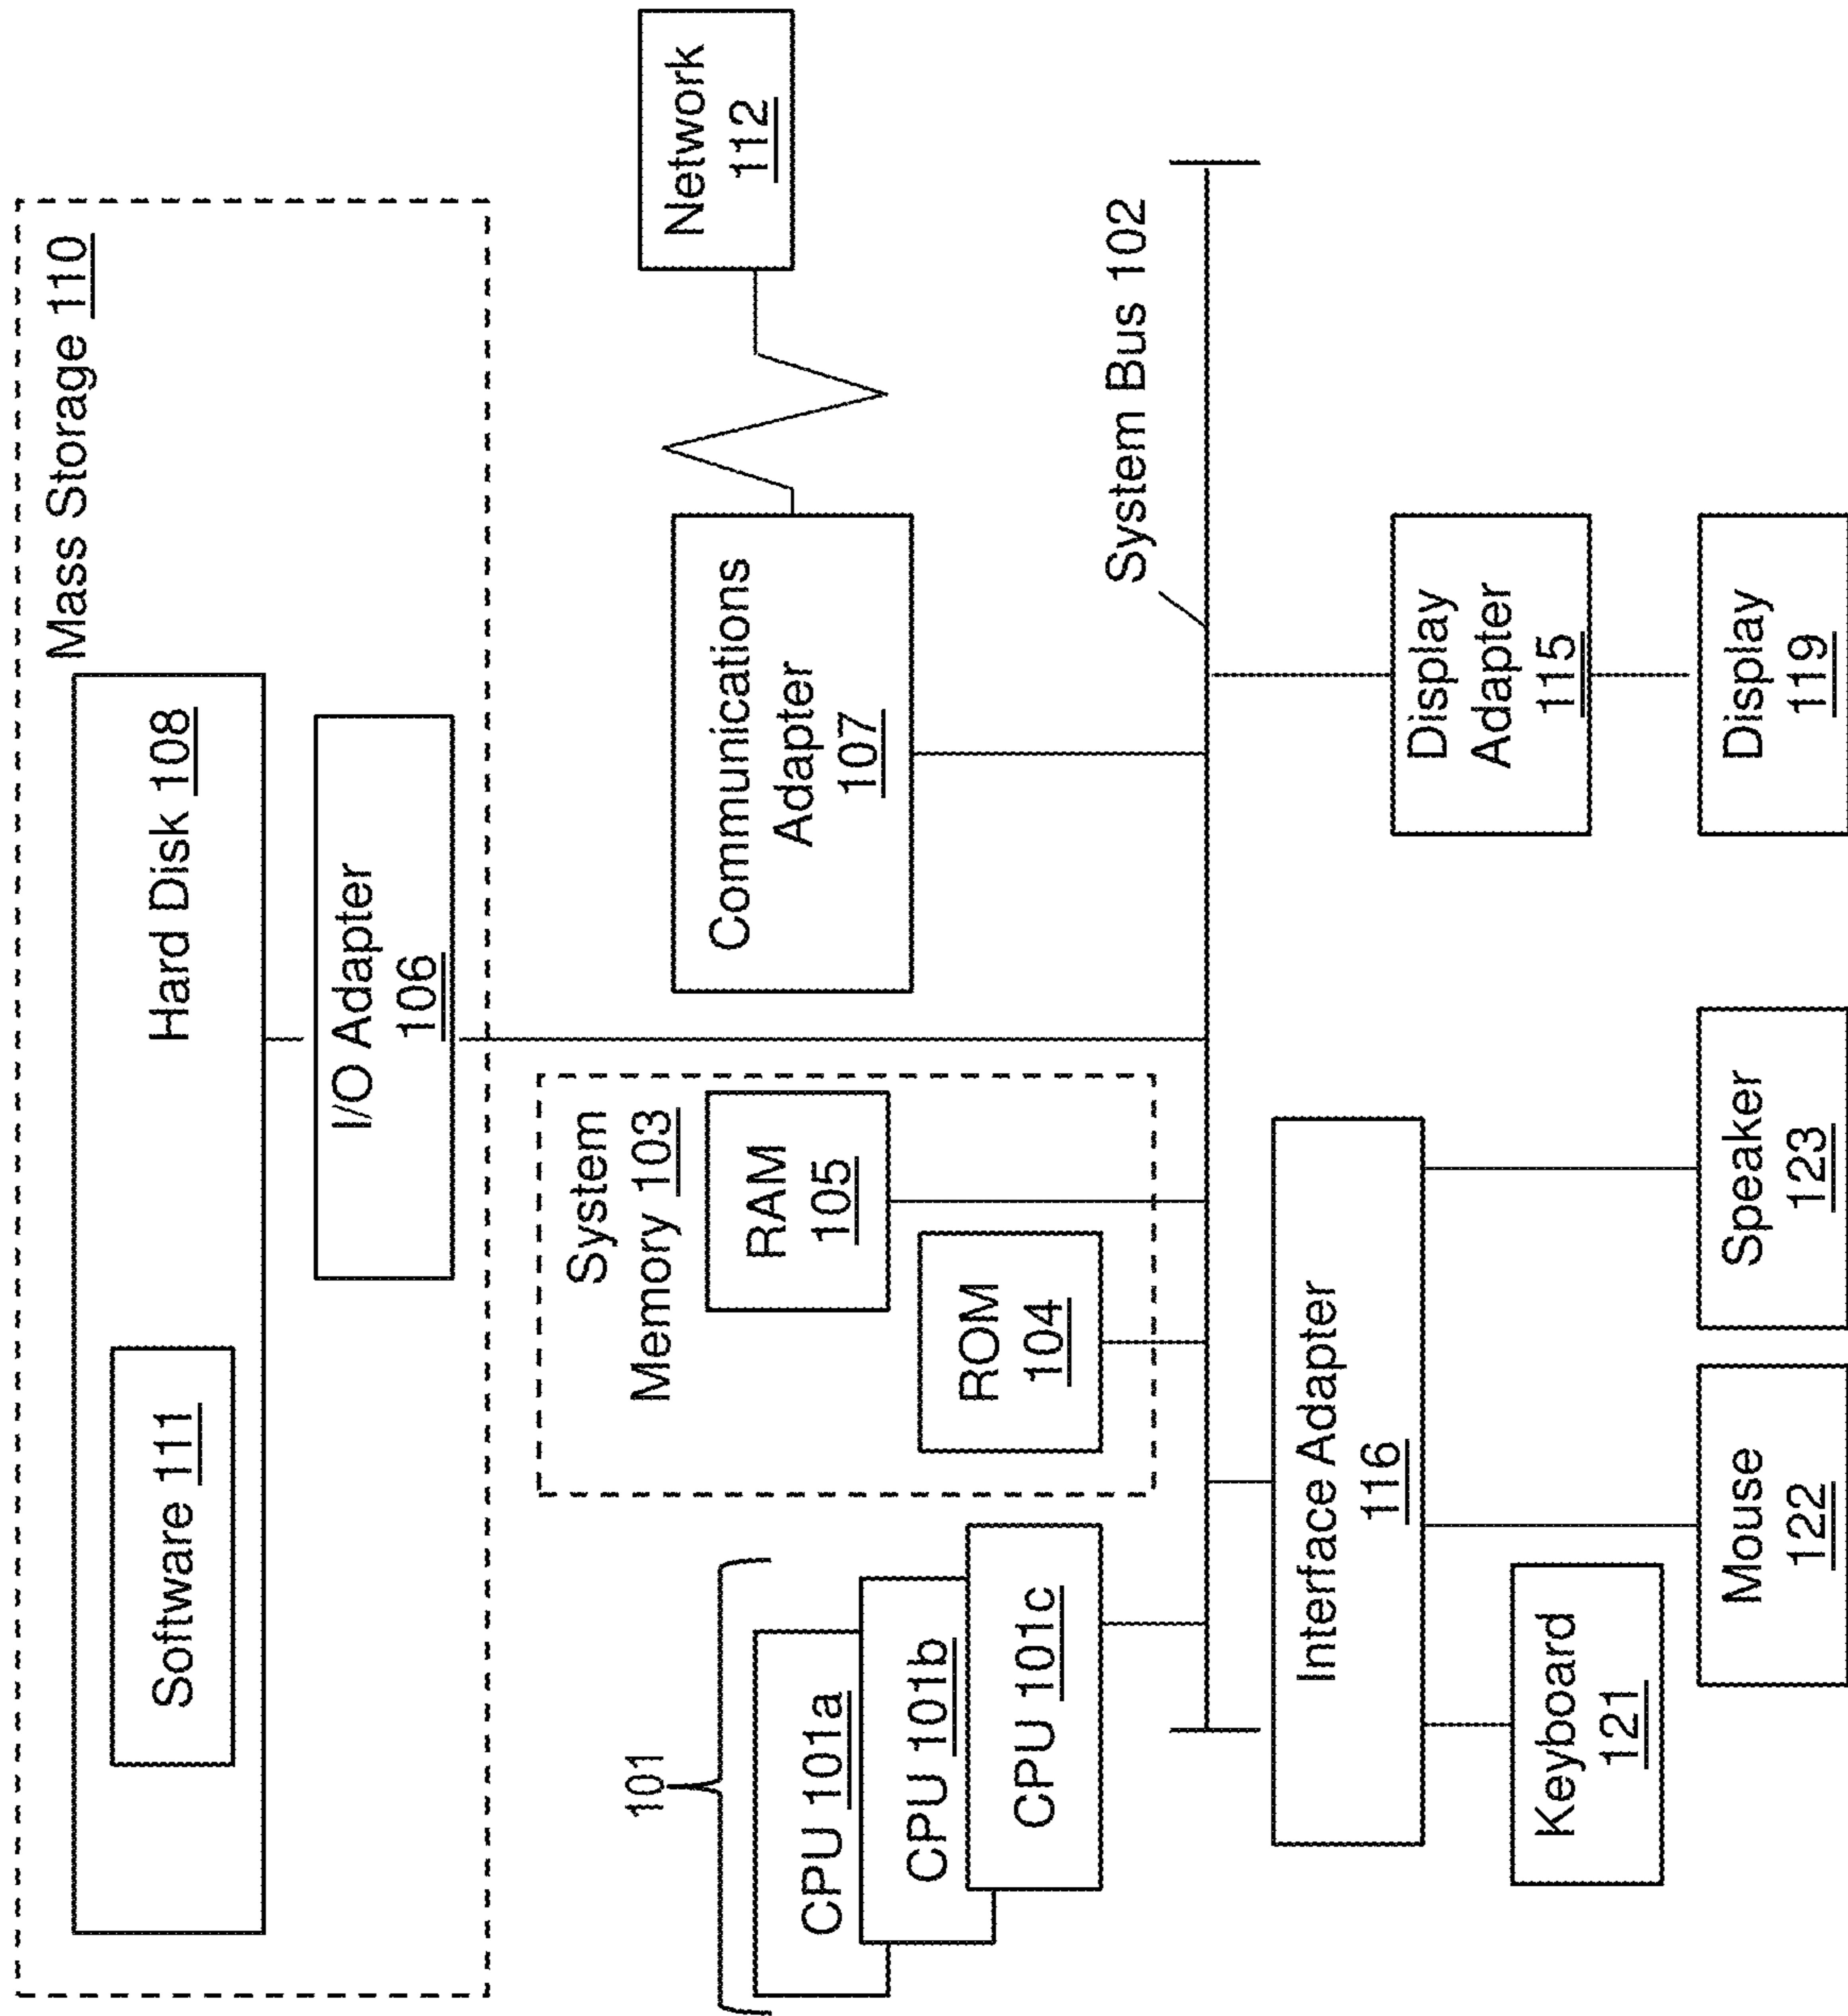 Mass Storage 110
Hard Disk 108
Software 111
I/O Adapter
106
101
CPU 101a
CPU 101b
CPU 101c
System
Memory 103
RAM
105
ROM
104
Communications
Adapter
107
Network
112
System Bus 102
Interface Adapter
116
Display
Adapter
115
Keyboard
121
Mouse
122
Speaker
123
Display
119